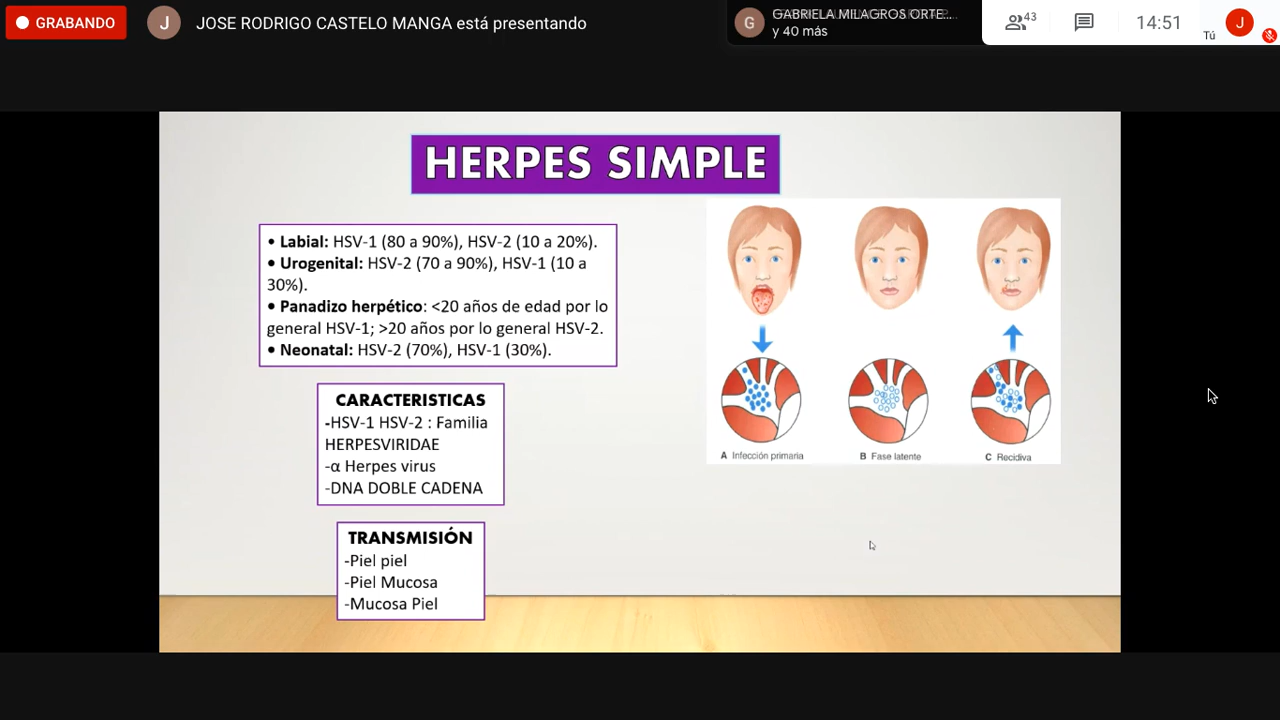 GRABANDO
J
JOSE RODRIGO CASTELO MANGA está presentando
G
GABRIELA MILAGROS ORTE...
y 40 más
43
14:51
Tú
J
HERPES SIMPLE
• Labial: HSV-1 (80 a 90%), HSV-2 (10 a 20%).
• Urogenital: HSV-2 (70 a 90%), HSV-1 (10 a
30%).
• Panadizo herpético: <20 años de edad por lo
general HSV-1; >20 años por lo general HSV-2.
• Neonatal: HSV-2 (70%), HSV-1 (30%).
CARACTERISTICAS
-HSV-1 HSV-2 : Familia
HERPESVIRIDAE
-α Herpes virus
-DNA DOBLE CADENA
TRANSMISIÓN
-Piel piel
-Piel Mucosa
-Mucosa Piel
A Infección primaria
B Fase latente
C Recidiva